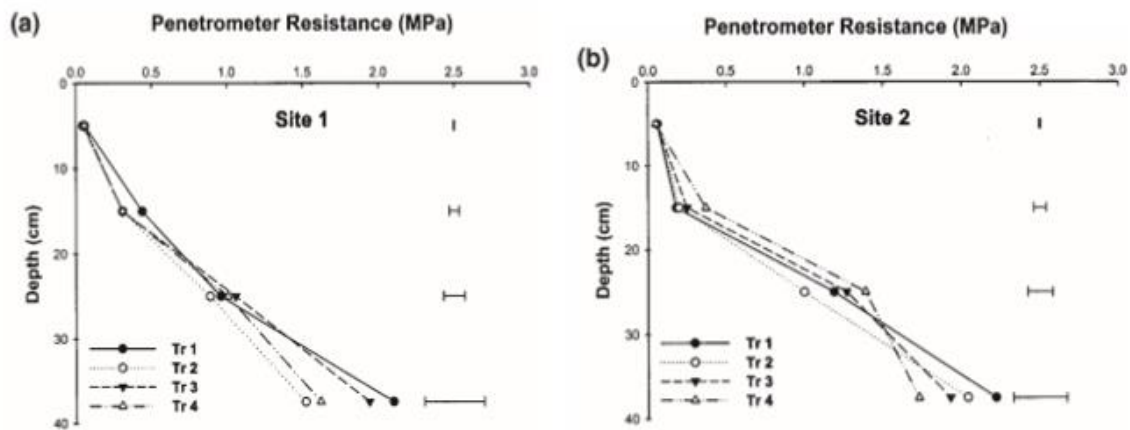 (a)
Penetrometer Resistance (MPa)
0.0 0.5 1.0 1.5 2.0 2.5 3.0
0
10
20
30
40
Depth (cm)
Site 1
Tr 1
Tr 2
Tr 3
Tr 4
(b)
Penetrometer Resistance (MPa)
0.0 0.5 1.0 1.5 2.0 2.5 3.0
0
10
20
30
40
Depth (cm)
Site 2
Tr 1
Tr 2
Tr 3
Tr 4